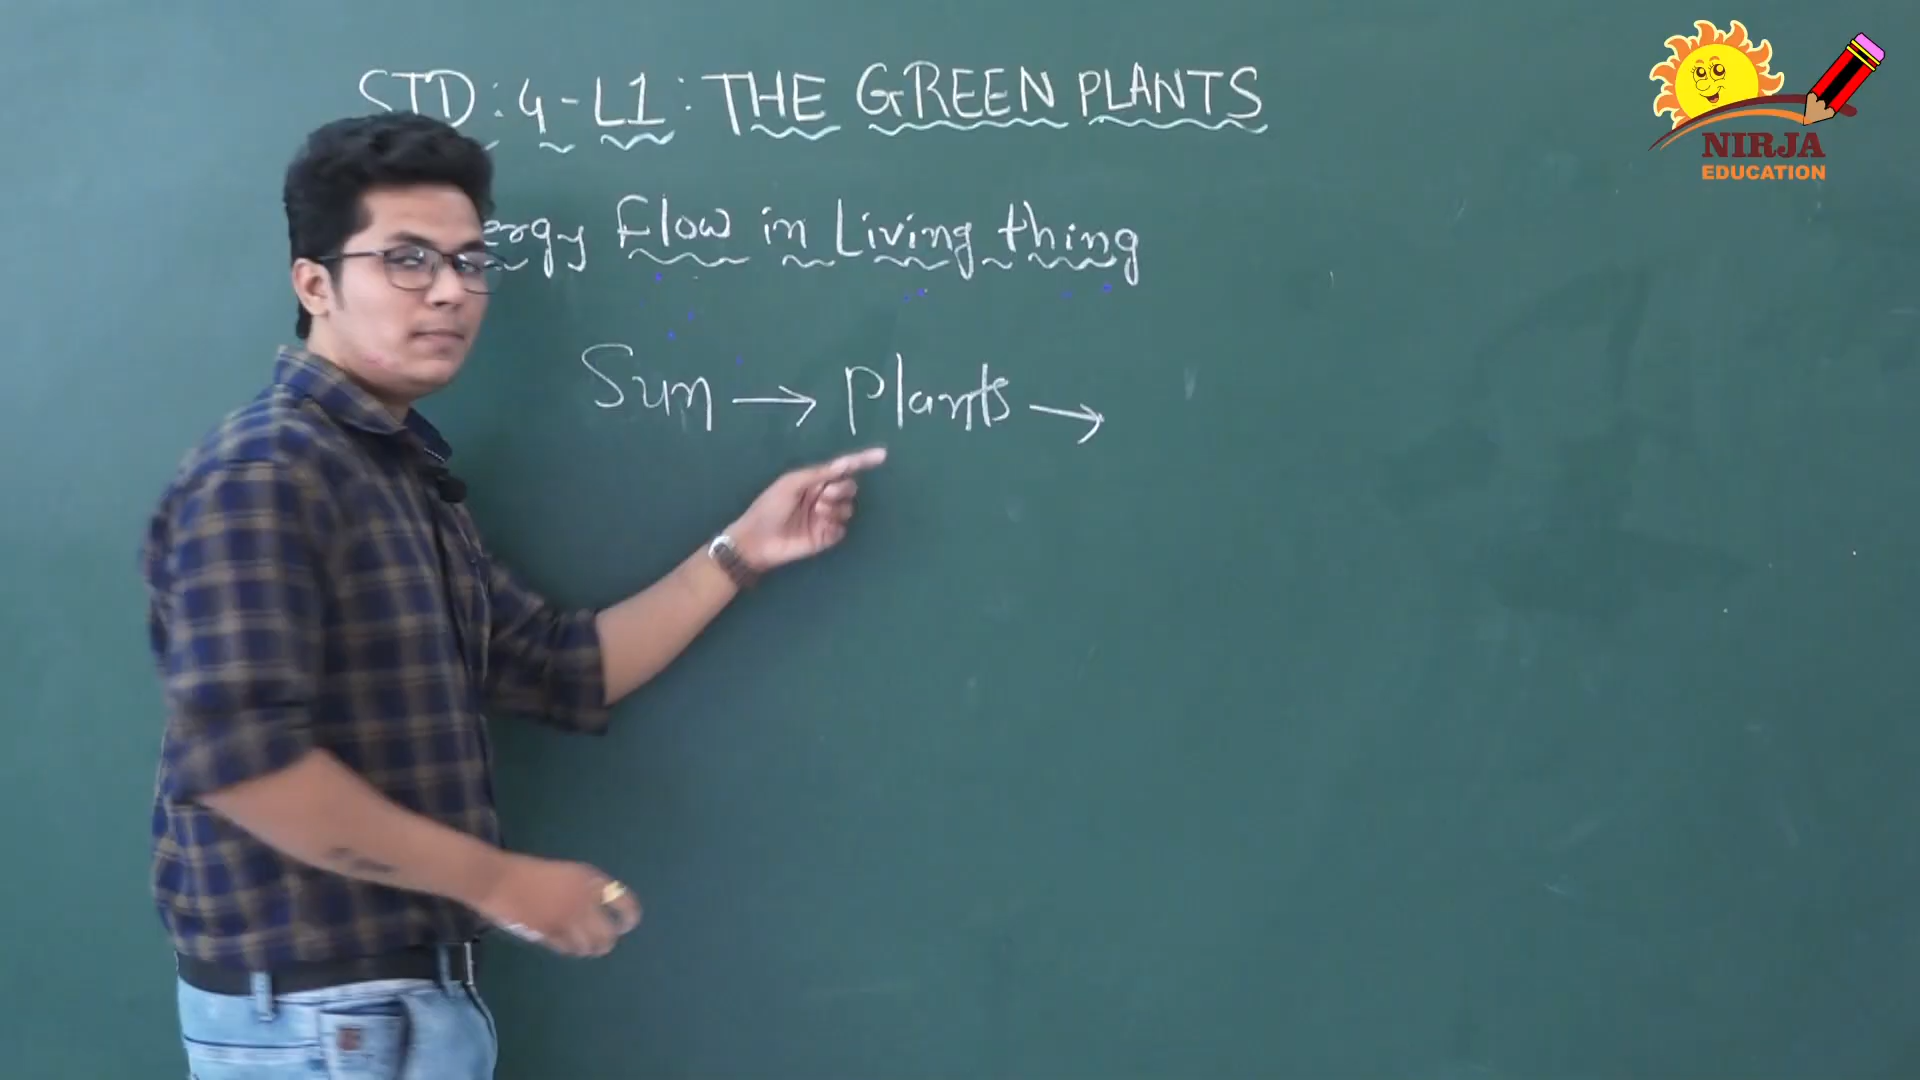 STD: 4-L1: THE GREEN PLANTS
ergy Flow in Living thing
Sun → Plants →
NIRJA
EDUCATION